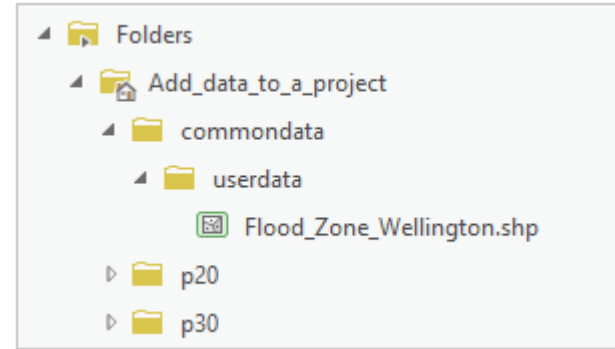 Folders
Add_data_to_a_project
commondata
userdata
Flood_Zone_Wellington.shp
p20
p30